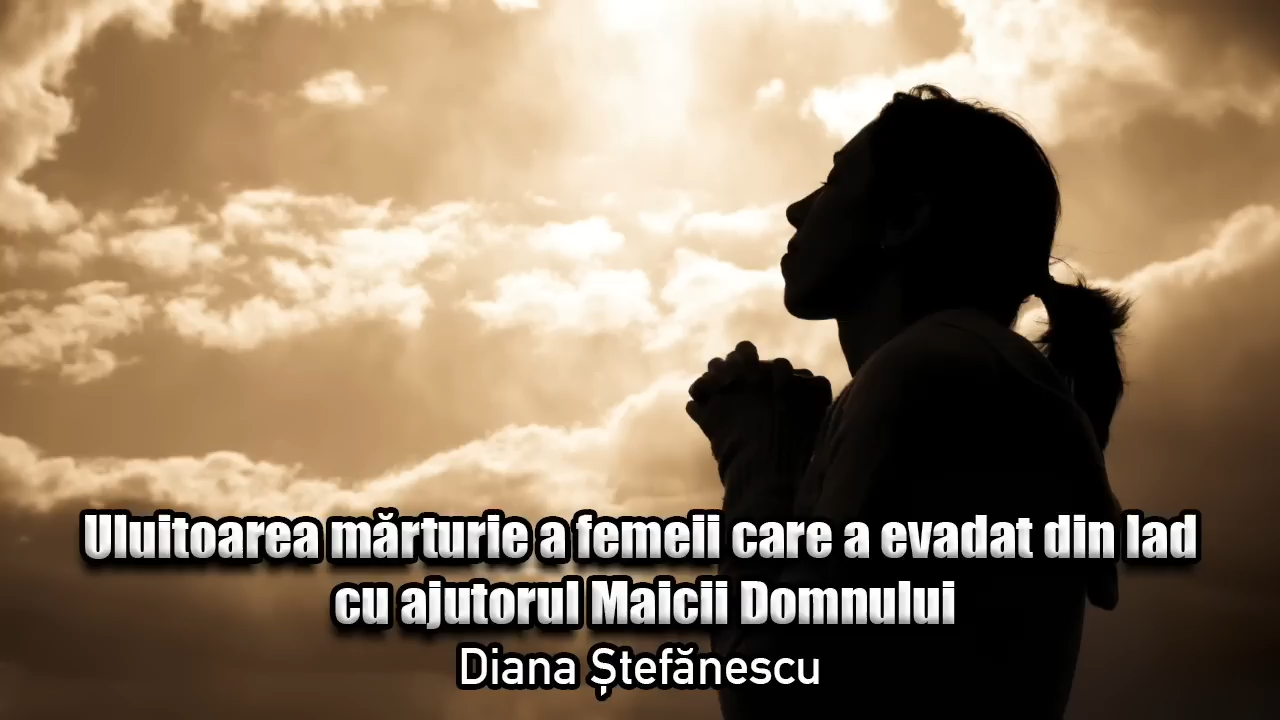 Uluitoarea mărturie a femeii care a evadat din Iad
cu ajutorul Maicii Domnului
Diana Ștefănescu